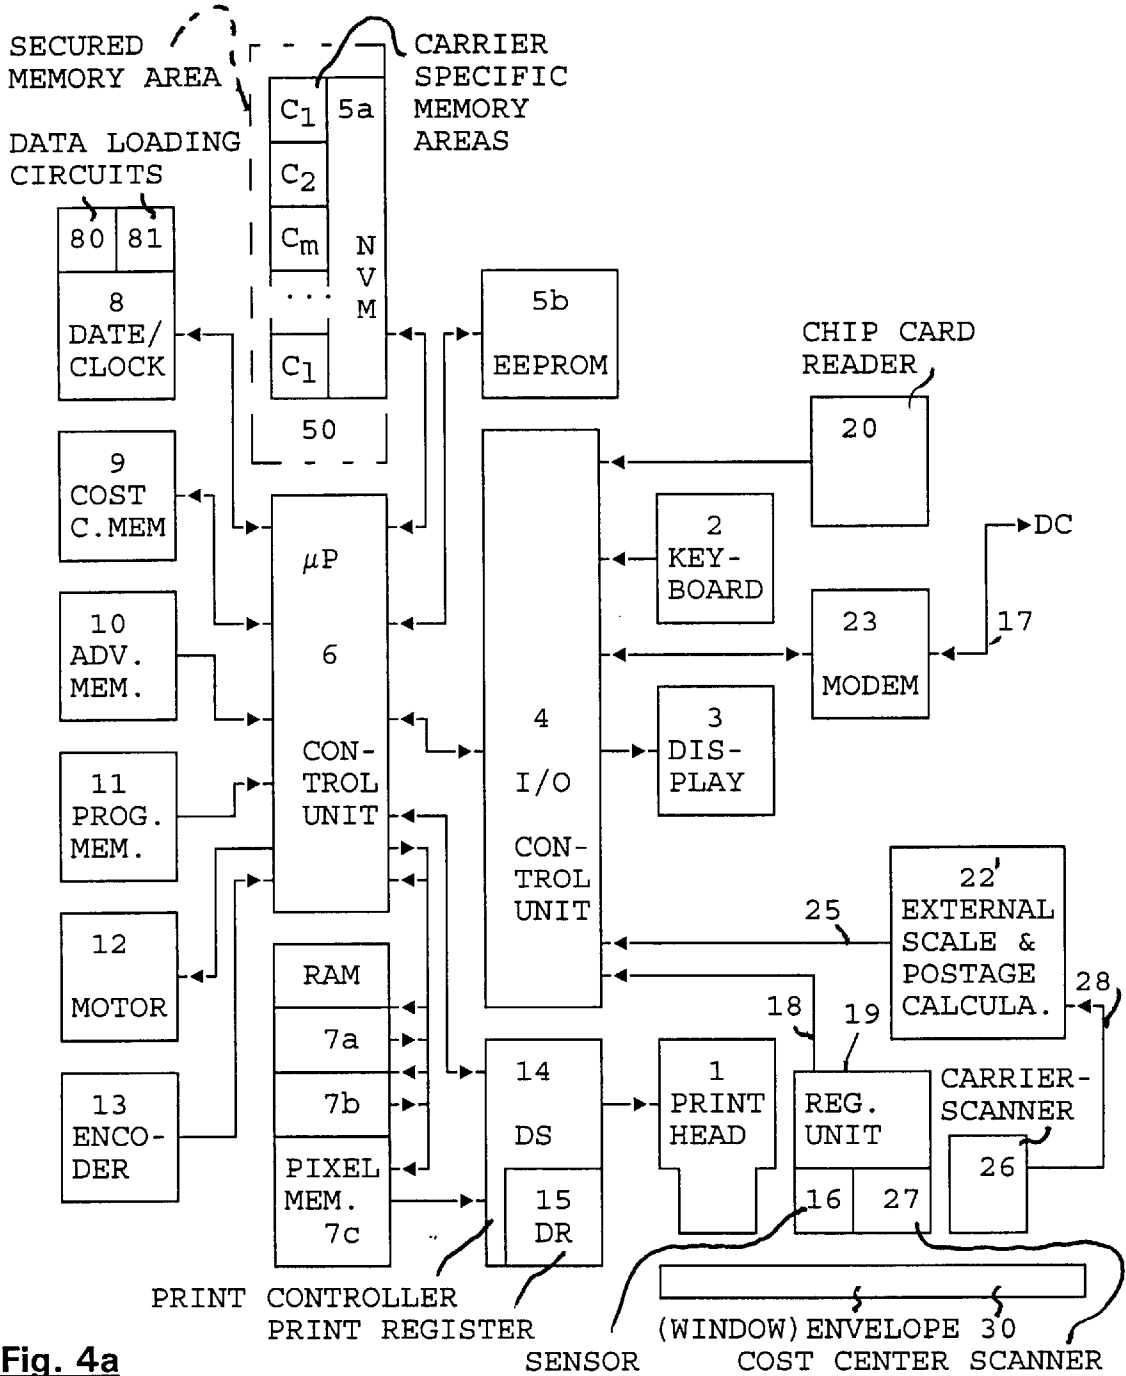 SECURED
MEMORY AREA
CARRIER
SPECIFIC
MEMORY
AREAS
DATA LOADING
CIRCUITS
C1
5a
C2
Cm
. . .
C1
NVM
50
80
81
8
DATE/
CLOCK
5b
EEPROM
CHIP CARD
READER
20
9
COST
C.MEM
μP
6
CON-
TROL
UNIT
2
KEY-
BOARD
DC
17
10
ADV.
MEM.
23
MODEM
4
I/O
CON-
TROL
UNIT
3
DIS-
PLAY
11
PROG.
MEM.
12
MOTOR
22'
EXTERNAL
SCALE &
POSTAGE
CALCULA.
25
28
18
19
RAM
7a
7b
PIXEL
MEM.
7c
13
ENCO-
DER
14
DS
15
DR
1
PRINT
HEAD
REG.
UNIT
16
27
CARRIER-
SCANNER
26
PRINT CONTROLLER
PRINT REGISTER
(WINDOW)ENVELOPE 30
SENSOR
COST CENTER SCANNER
Fig. 4a